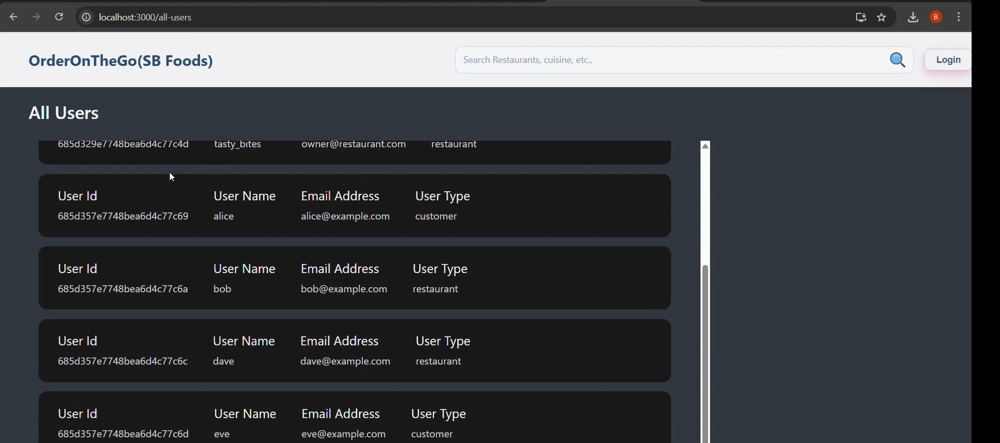 localhost:3000/all-users
B
OrderOnTheGo(SB Foods)
Search Restaurants, cuisine, etc.,
Login
All Users
685d329e7748bea6d4c77c4d tasty_bites owner@restaurant.com restaurant
User Id User Name Email Address User Type
685d357e7748bea6d4c77c69 alice alice@example.com customer
User Id User Name Email Address User Type
685d357e7748bea6d4c77c6a bob bob@example.com restaurant
User Id User Name Email Address User Type
685d357e7748bea6d4c77c6c dave dave@example.com restaurant
User Id User Name Email Address User Type
685d357e7748bea6d4c77c6d eve eve@example.com customer